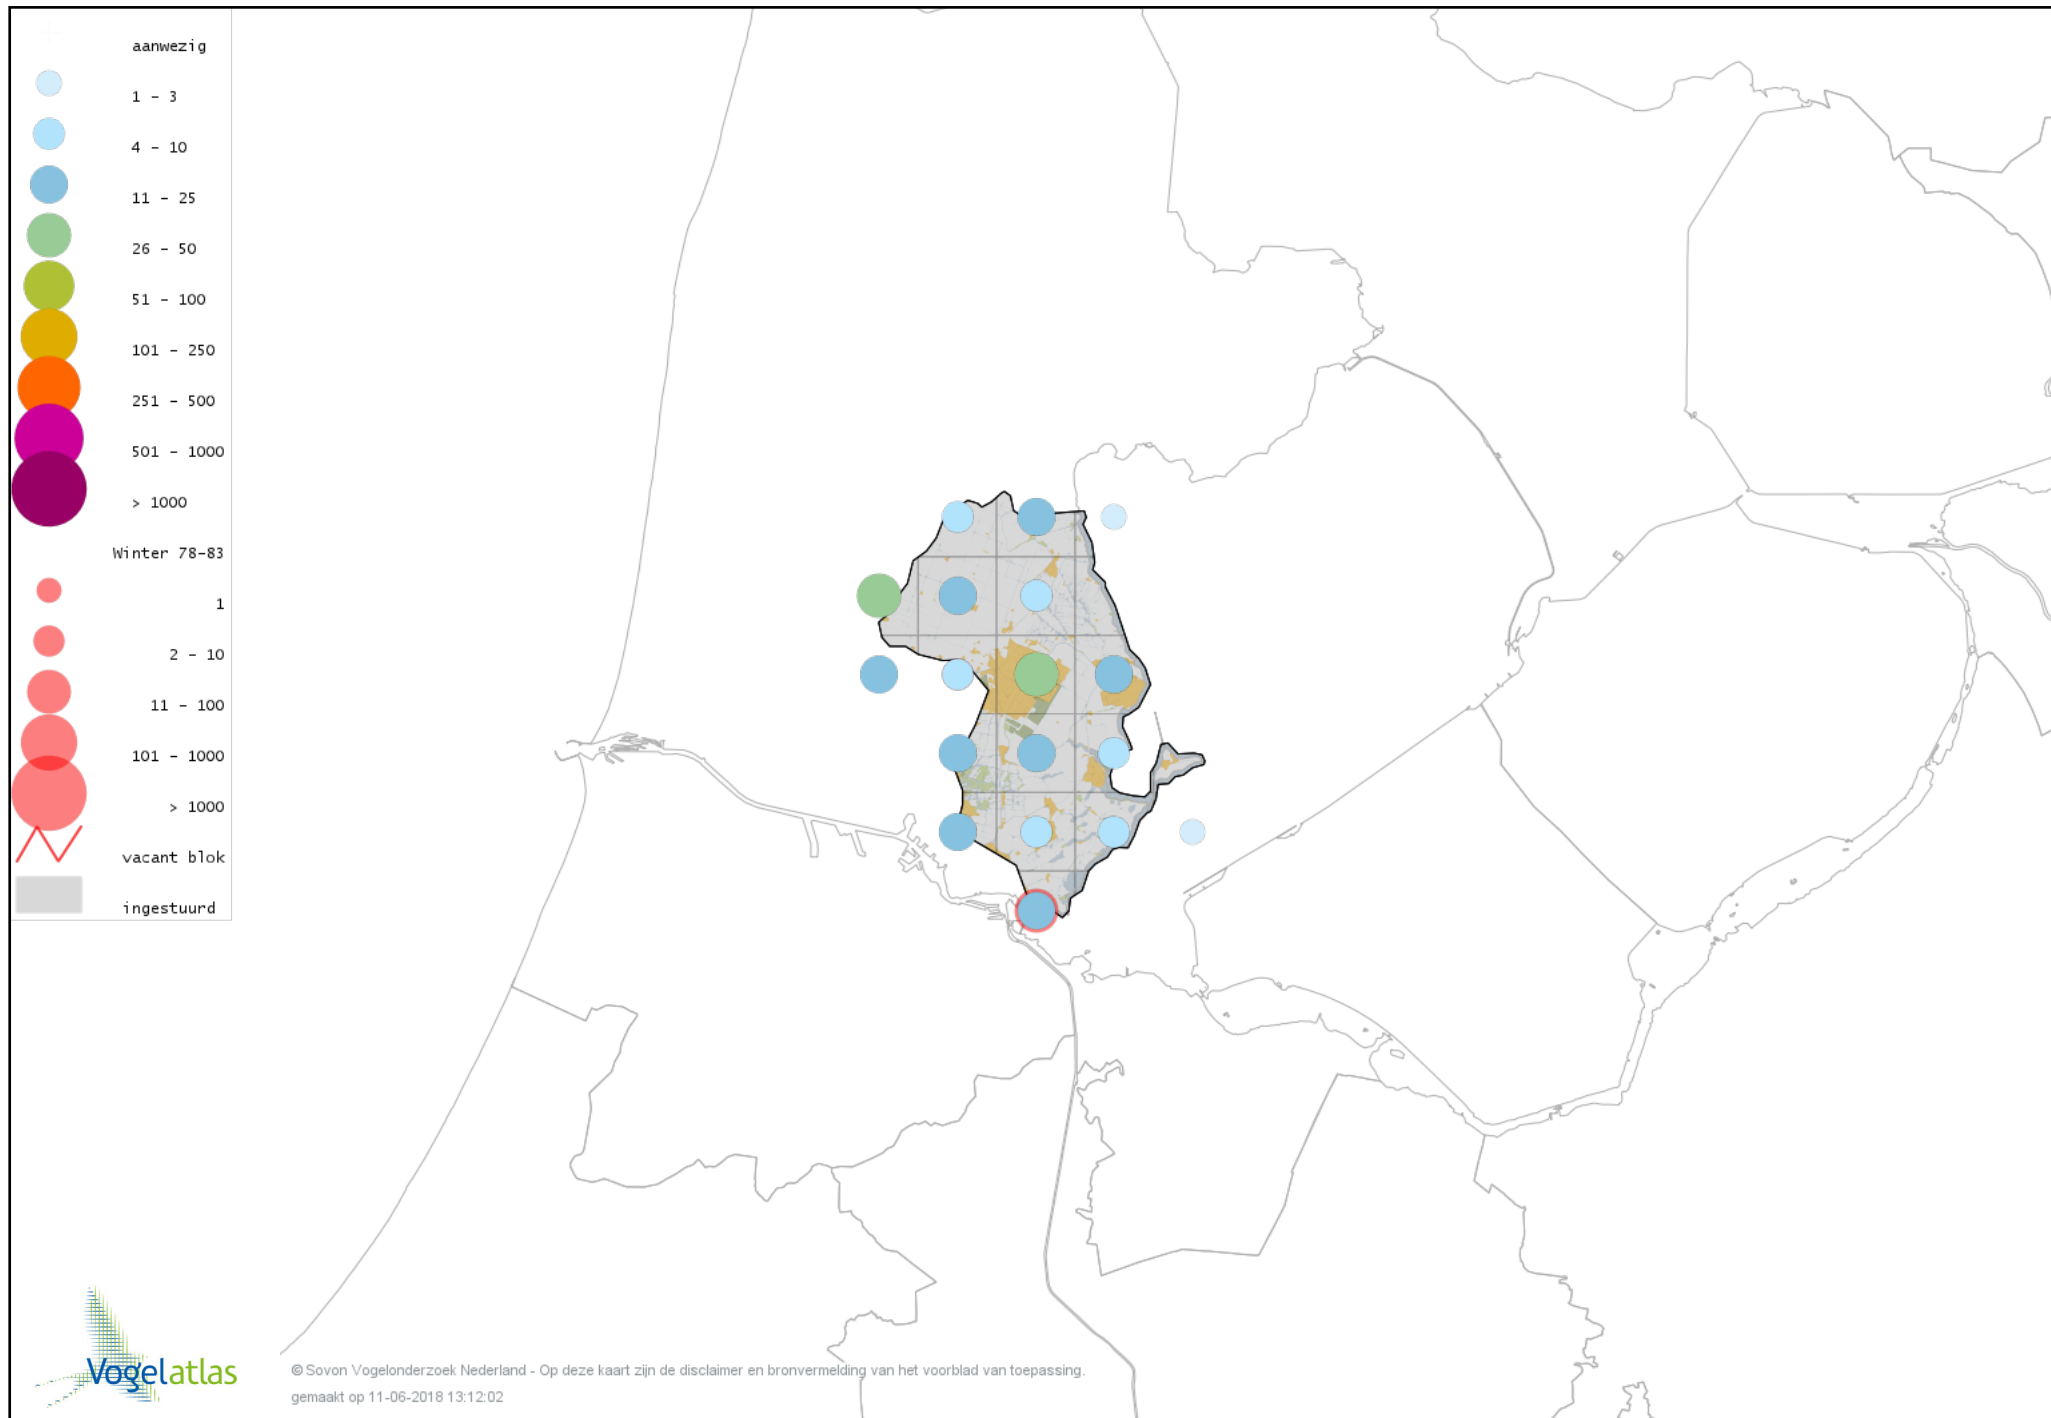 aanwezig
1 - 3
4 - 10
11 - 25
26 - 50
51 - 100
101 - 250
251 - 500
501 - 1000
> 1000
Winter 78-83
1
2 - 10
11 - 100
101 - 1000
> 1000
vacant blok
ingestuurd
Vogelatlas
© Sovon Vogelonderzoek Nederland - Op deze kaart zijn de disclaimer en bronvermelding van het voorblad van toepassing.
gemaakt op 11-06-2018 13:12:02